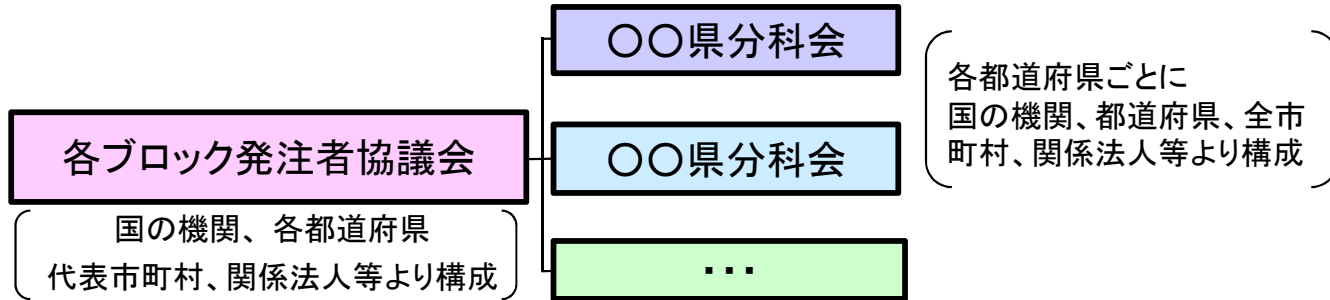 各ブロック発注者協議会
国の機関、各都道府県
代表市町村、関係法人等より構成
〇〇県分科会
〇〇県分科会
・・・
各都道府県ごとに
国の機関、都道府県、全市
町村、関係法人等より構成